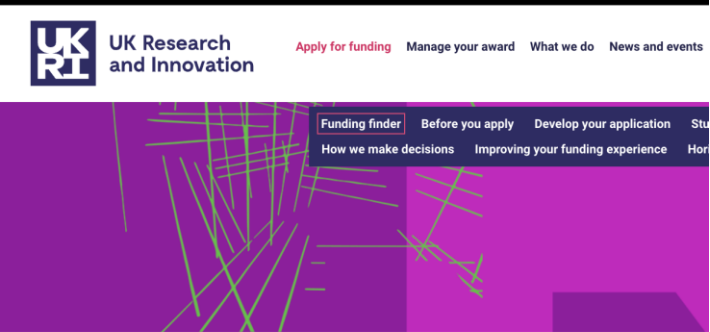 UK
RI
UK Research
and Innovation
Apply for funding Manage your award What we do News and events
Funding finder Before you apply Develop your application
How we make decisions Improving your funding experience